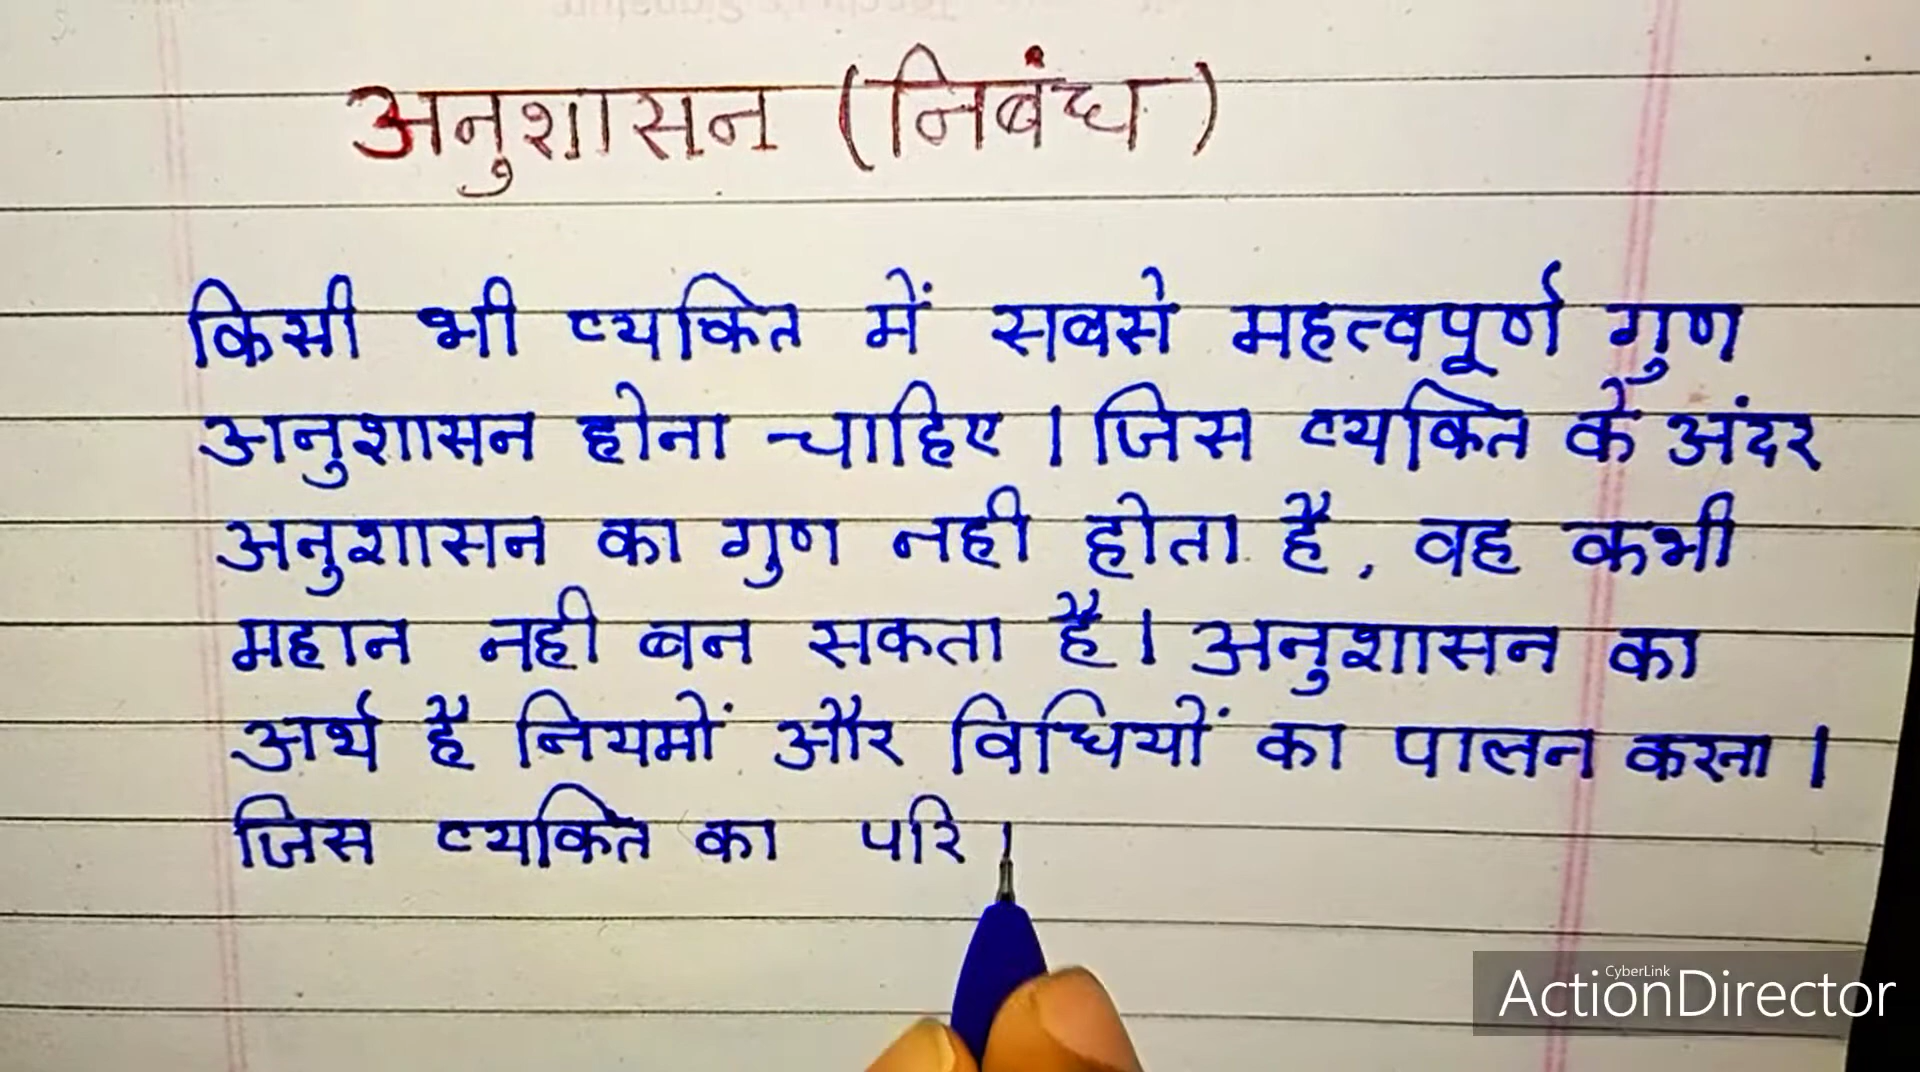 अनुशासन (निबंध)
किसी भी व्यकित में सबसे महत्वपूर्ण गुण
अनुशासन होना चाहिए । जिस व्यकित के अंदर
अनुशासन का गुण नही होता है, वह कभी
महान नही बन सकता है। अनुशासन का
अर्थ है नियमों और विधियों का पालन करना ।
जिस व्यकित का परि
CyberLink
ActionDirector